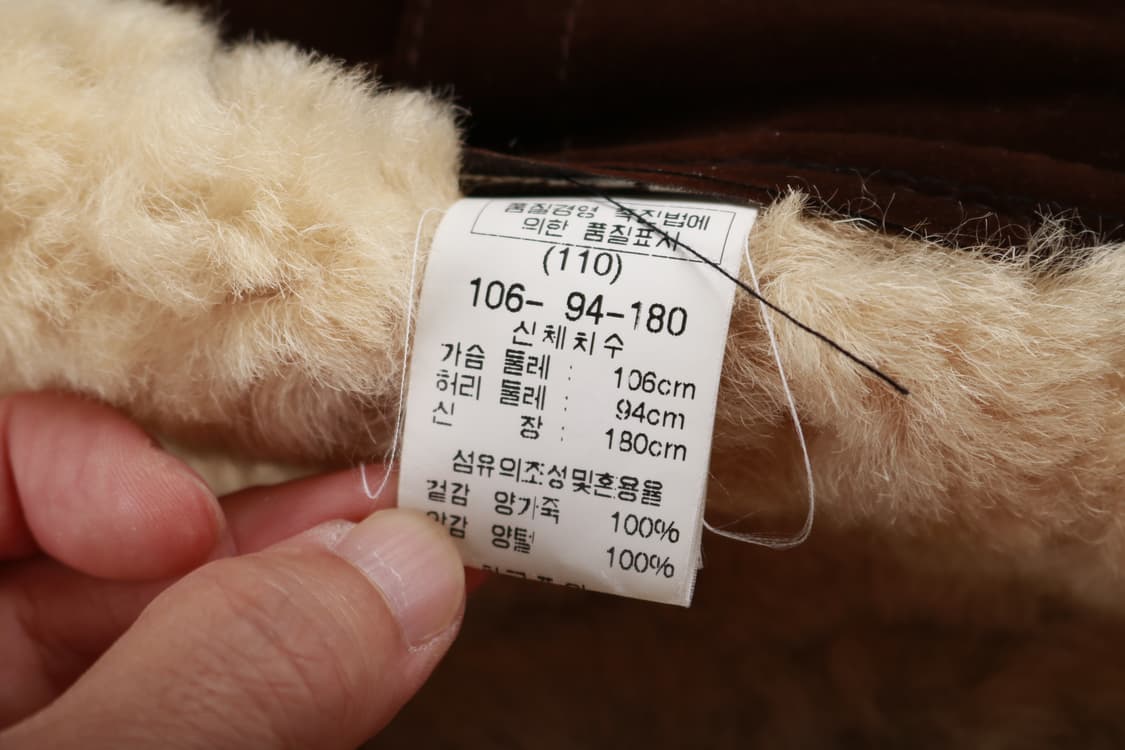 품질경영 촉진법에
의한 품질표시
(110)
106- 94-180
신체치수
가슴 둘레 : 106cm
허리 둘레 : 94cm
신 장 : 180cm
섬유의조성및혼용율
겉감 양가죽 100%
안감 양털 100%